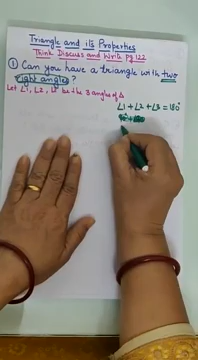 Triangle and its Properties
Think Discuss and Write pg 122
① Can you have a triangle with two
right angles?
Let ∠1, ∠2, ∠3 be the 3 angles of Δ
∠1 + ∠2 + ∠3 = 180°